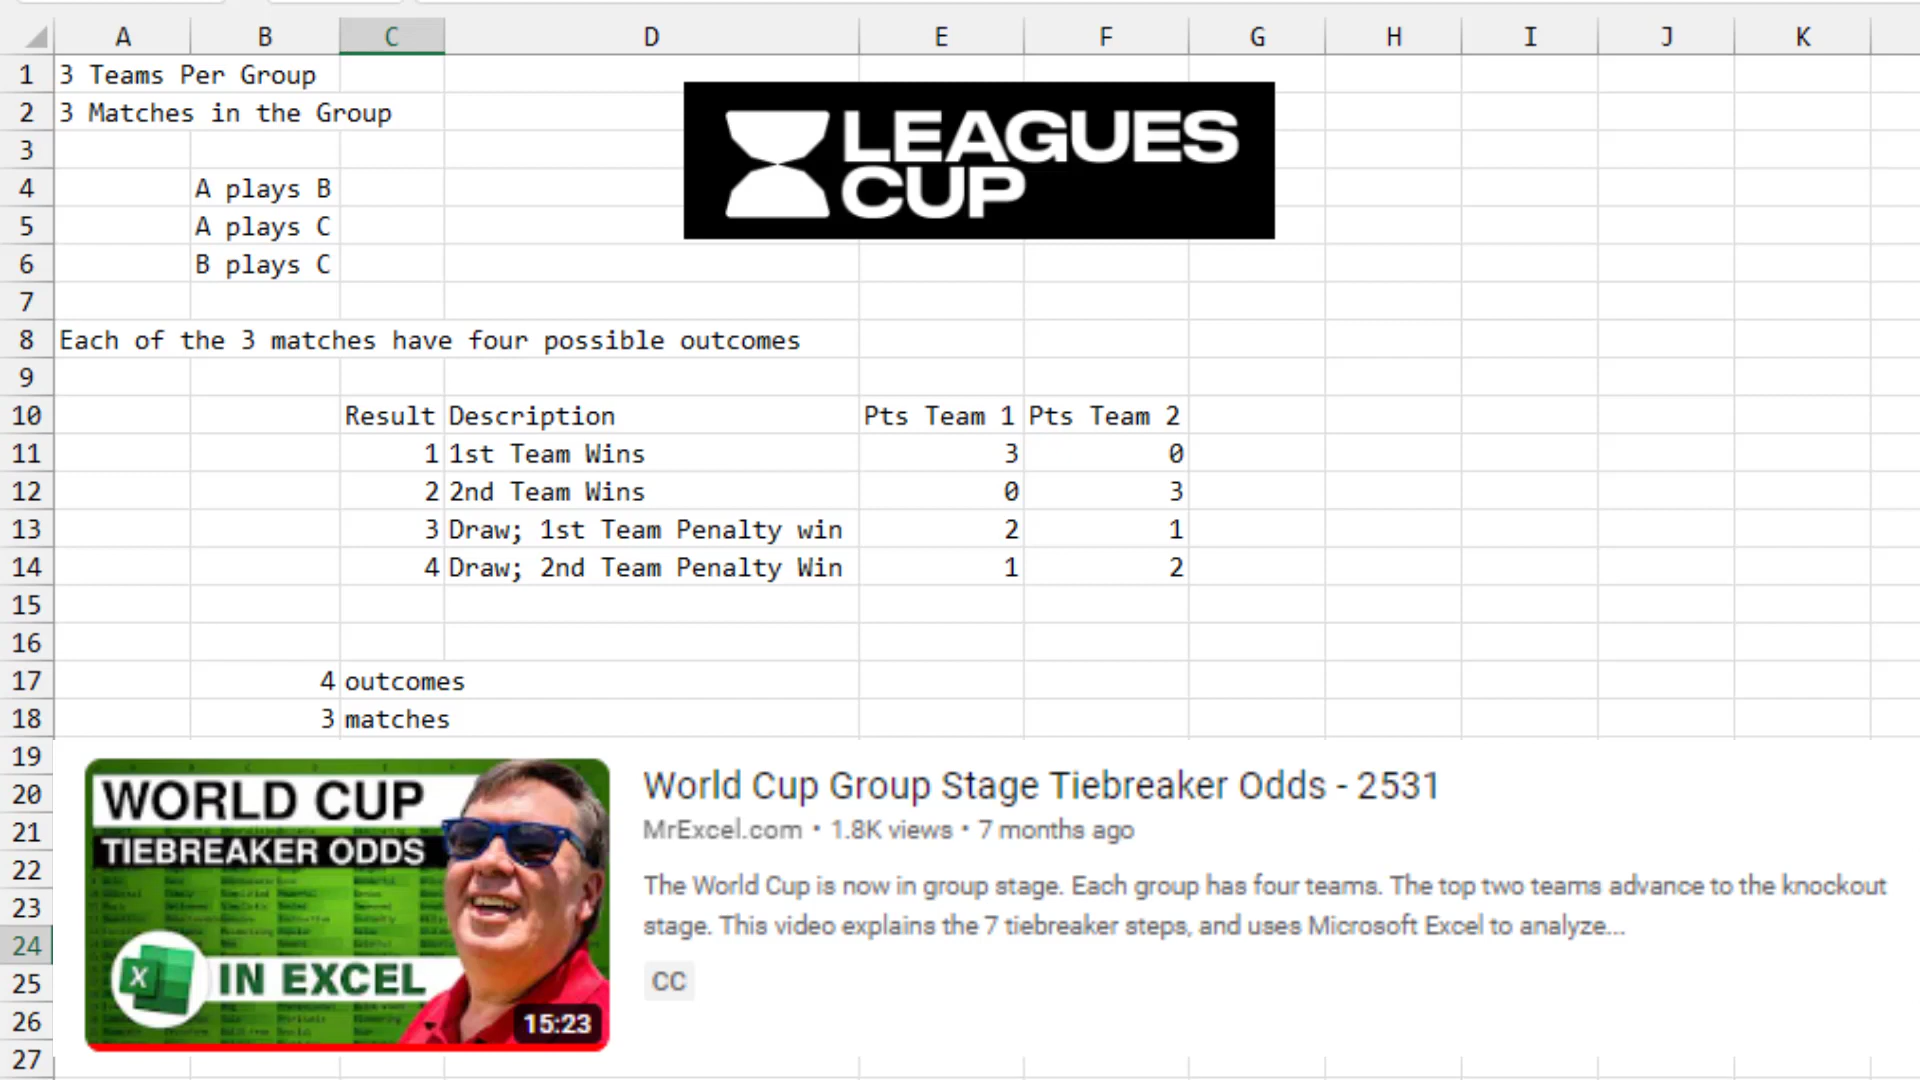 A B C D E F G H I J K
1 3 Teams Per Group
2 3 Matches in the Group
LEAGUES
CUP
3
4 A plays B
5 A plays C
6 B plays C
7
8 Each of the 3 matches have four possible outcomes
9
10 Result Description Pts Team 1 Pts Team 2
11 1 1st Team Wins 3 0
12 2 2nd Team Wins 0 3
13 3 Draw; 1st Team Penalty win 2 1
14 4 Draw; 2nd Team Penalty Win 1 2
15
16
17 4 outcomes
18 3 matches
19
20
21
22
23
24
25
26
27
WORLD CUP
TIEBREAKER ODDS
X
IN EXCEL
15:23
World Cup Group Stage Tiebreaker Odds - 2531
MrExcel.com • 1.8K views • 7 months ago
The World Cup is now in group stage. Each group has four teams. The top two teams advance to the knockout
stage. This video explains the 7 tiebreaker steps, and uses Microsoft Excel to analyze...
CC